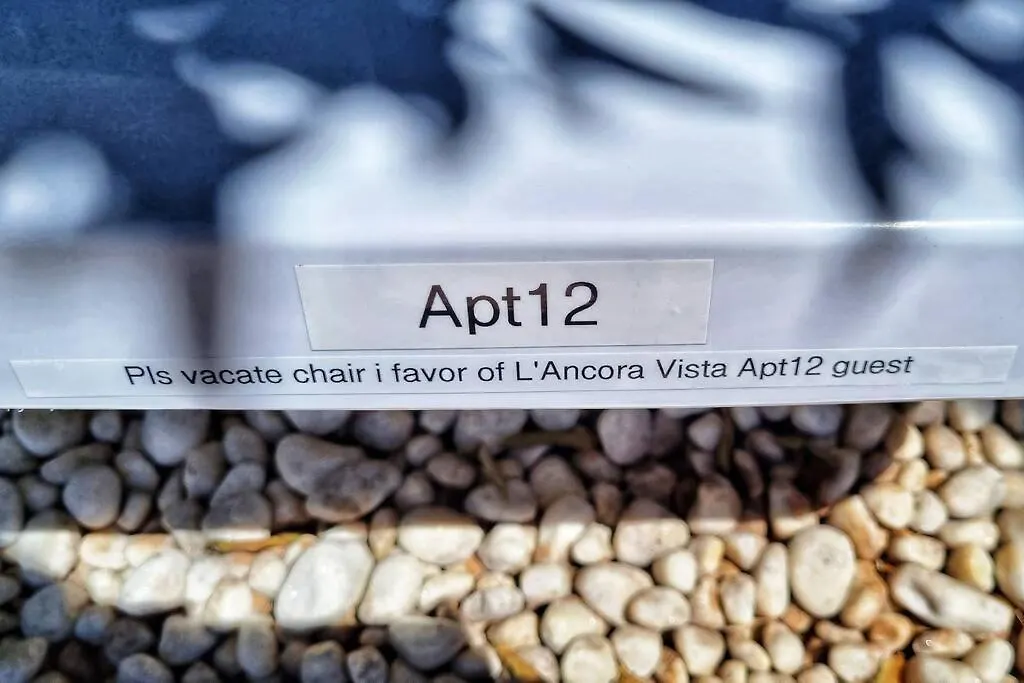 Apt12
Pls vacate chair i favor of L'Ancora Vista Apt12 guest